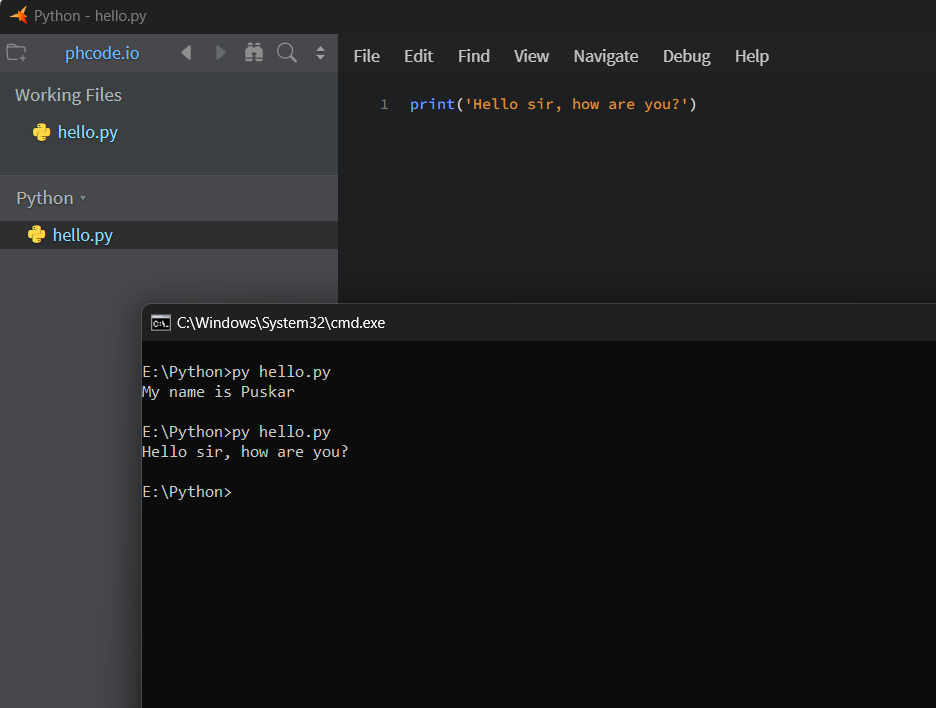 Python - hello.py
phcode.io
File Edit Find View Navigate Debug Help
Working Files
hello.py
Python
hello.py
1 print('Hello sir, how are you?')
C:\Windows\System32\cmd.exe
E:\Python>py hello.py
My name is Puskar
E:\Python>py hello.py
Hello sir, how are you?
E:\Python>